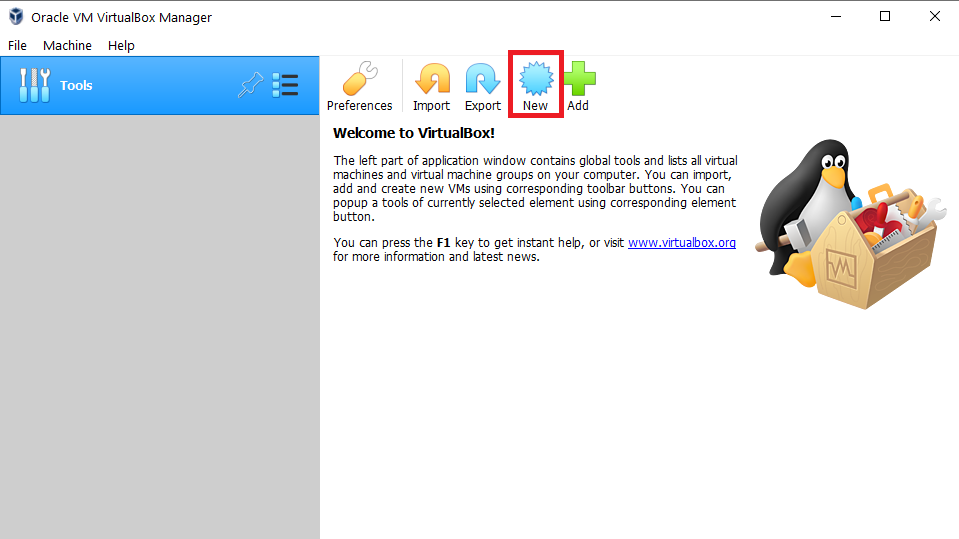 Oracle VM VirtualBox Manager
File Machine Help
Tools
Preferences Import Export New Add
Welcome to VirtualBox!
The left part of application window contains global tools and lists all virtual
machines and virtual machine groups on your computer. You can import,
add and create new VMs using corresponding toolbar buttons. You can
popup a tools of currently selected element using corresponding element
button.
You can press the F1 key to get instant help, or visit www.virtualbox.org
for more information and latest news.
VM